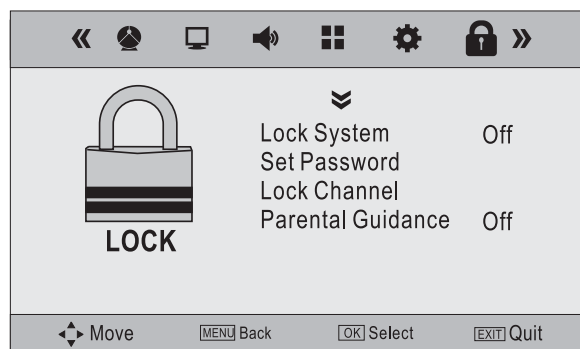 Lock System Off
Set Password
Lock Channel
Parental Guidance Off
LOCK
Move MENU Back OK Select EXIT Quit